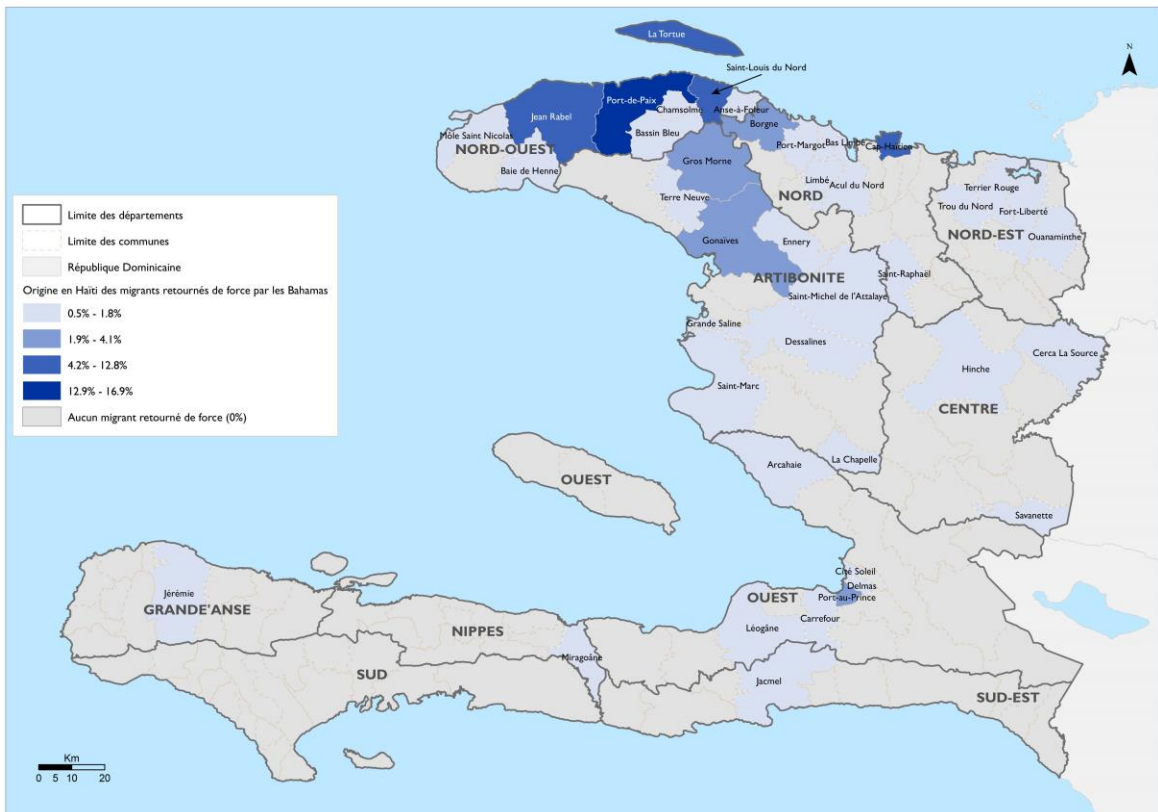 La Tortue
N
Saint-Louis du Nord
Port-de-Paix
Chamsolme
Anse-à-Foleur
Jean Rabel
Borgne
Bassin Bleu
Môle Saint Nicolas
Port-Margot
Bas Limbé
Cap-Haïtien
NORD-OUEST
Gros Morne
Baie de Henne
Limbé
Acul du Nord
Terrier Rouge
Terre Neuve
NORD
Trou du Nord
Fort-Liberté
NORD-EST
Ouanaminthe
Gonaïves
Ennery
ARTIBONITE
Saint-Raphaël
Saint-Michel de l'Attalaye
Grande Saline
Dessalines
Cerca La Source
Hinche
Saint-Marc
CENTRE
La Chapelle
Arcahaie
OUEST
Savanette
Cité Soleil
Delmas
Port-au-Prince
OUEST
Jérémie
GRANDE'ANSE
Carrefour
Léogâne
NIPPES
Miragoâne
SUD
Jacmel
SUD-EST
Limite des départements
Limite des communes
République Dominicaine
Origine en Haïti des migrants retournés de force par les Bahamas
0.5% - 1.8%
1.9% - 4.1%
4.2% - 12.8%
12.9% - 16.9%
Aucun migrant retourné de force (0%)
Km
0 5 10 20